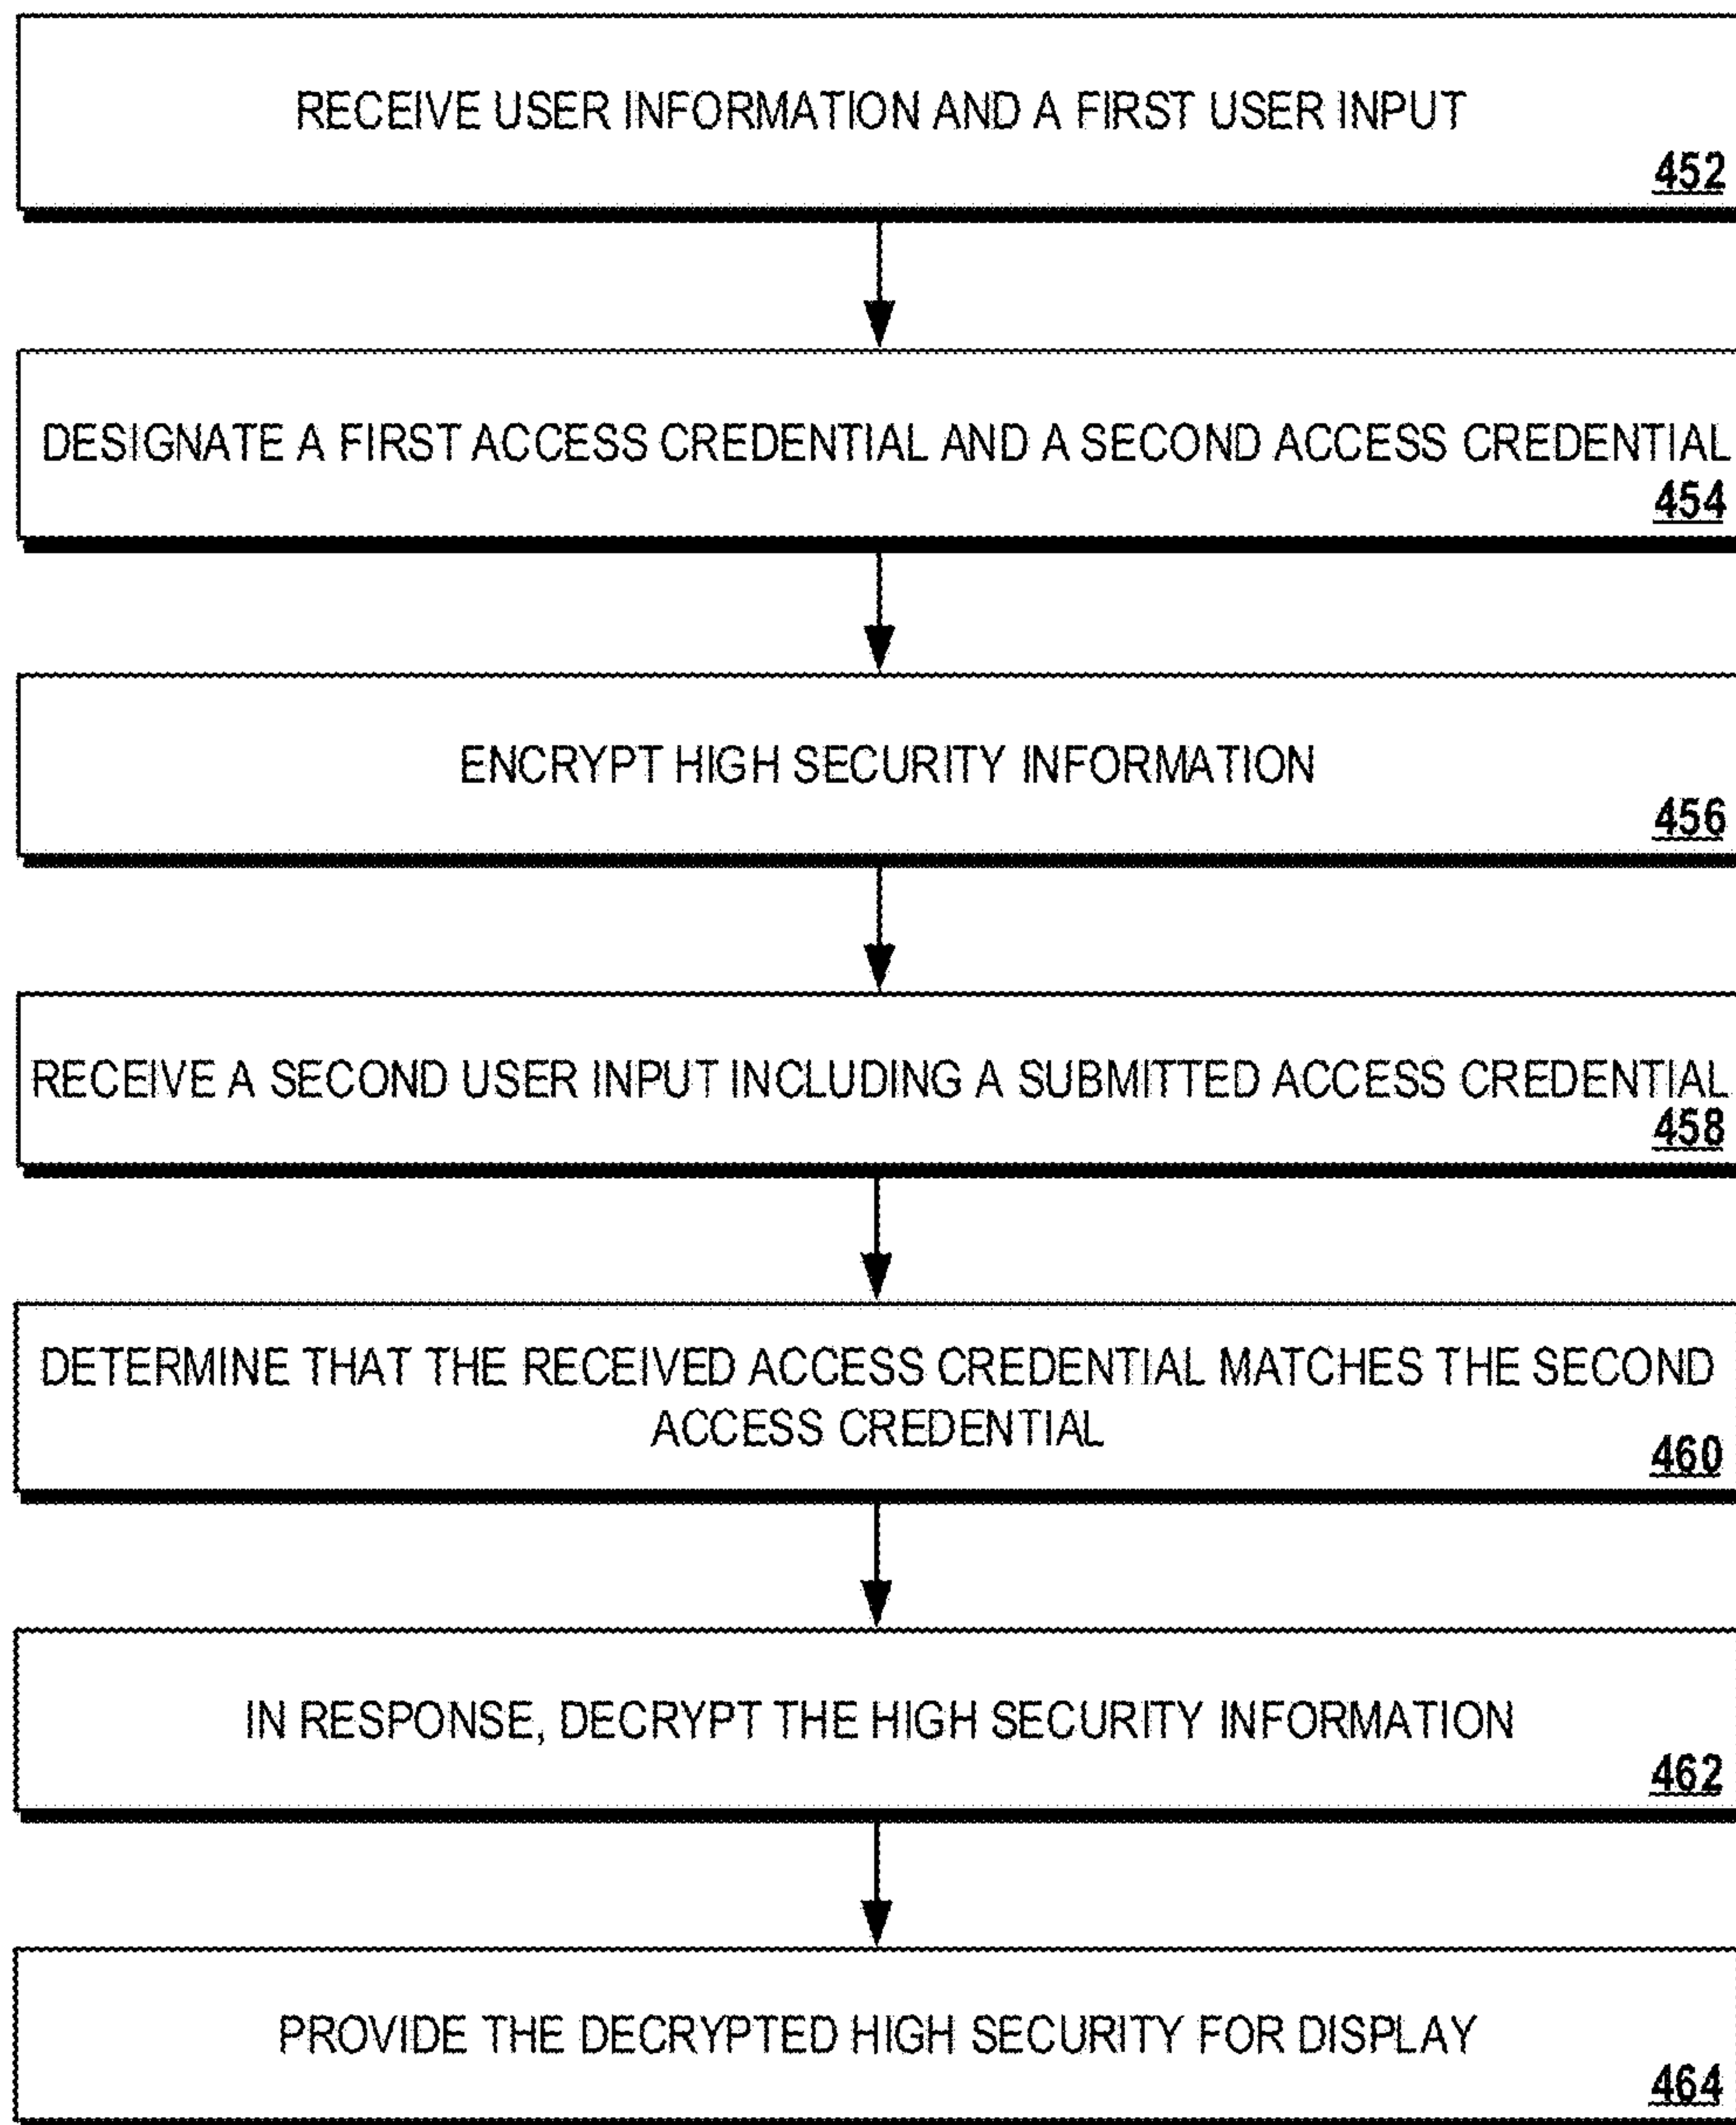 RECEIVE USER INFORMATION AND A FIRST USER INPUT
452
DESIGNATE A FIRST ACCESS CREDENTIAL AND A SECOND ACCESS CREDENTIAL
454
ENCRYPT HIGH SECURITY INFORMATION
456
RECEIVE A SECOND USER INPUT INCLUDING A SUBMITTED ACCESS CREDENTIAL
458
DETERMINE THAT THE RECEIVED ACCESS CREDENTIAL MATCHES THE SECOND
ACCESS CREDENTIAL
460
IN RESPONSE, DECRYPT THE HIGH SECURITY INFORMATION
462
PROVIDE THE DECRYPTED HIGH SECURITY FOR DISPLAY
464